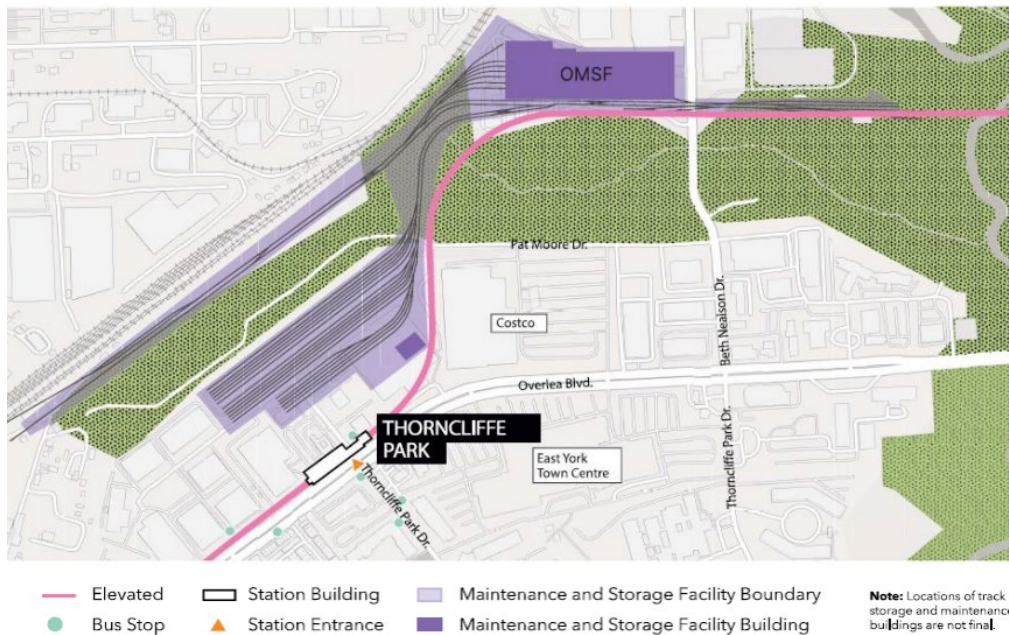 OMSF
Pat Moore Dr.
Costco
Beth Nealson Dr.
Overlea Blvd.
THORNCLIFFE
PARK
East York
Town Centre
Thorncliffe Park Dr.
Thorncliffe Park Dr.
Elevated
Station Building
Maintenance and Storage Facility Boundary
Bus Stop
Station Entrance
Maintenance and Storage Facility Building
Note: Locations of track
storage and maintenance
buildings are not final.